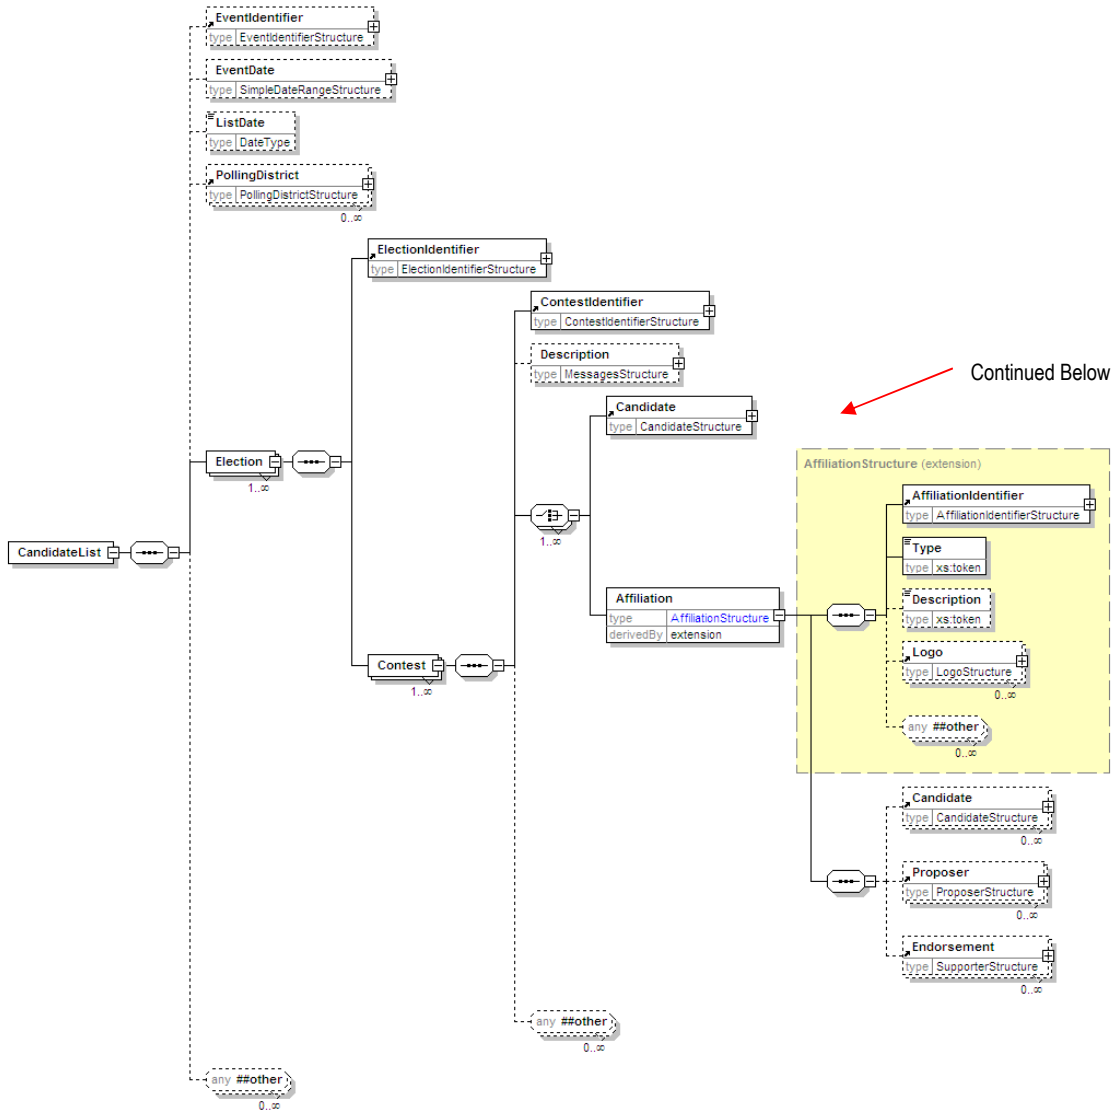 EventIdentifier
type EventIdentifierStructure
EventDate
type SimpleDateRangeStructure
ListDate
type DateType
PollingDistrict
type PollingDistrictStructure
0..∞
ElectionIdentifier
type ElectionIdentifierStructure
ContestIdentifier
type ContestIdentifierStructure
Description
type MessagesStructure
Continued Below
Candidate
type CandidateStructure
Election
1..∞
AffiliationStructure (extension)
AffiliationIdentifier
type AffiliationIdentifierStructure
1..∞
CandidateList
Type
type xs:token
Affiliation
type AffiliationStructure
derivedBy extension
Description
type xs:token
Contest
1..∞
Logo
type LogoStructure
0..∞
any ##other
0..∞
Candidate
type CandidateStructure
0..∞
Proposer
type ProposerStructure
0..∞
Endorsement
type SupporterStructure
0..∞
any ##other
0..∞
any ##other
0..∞